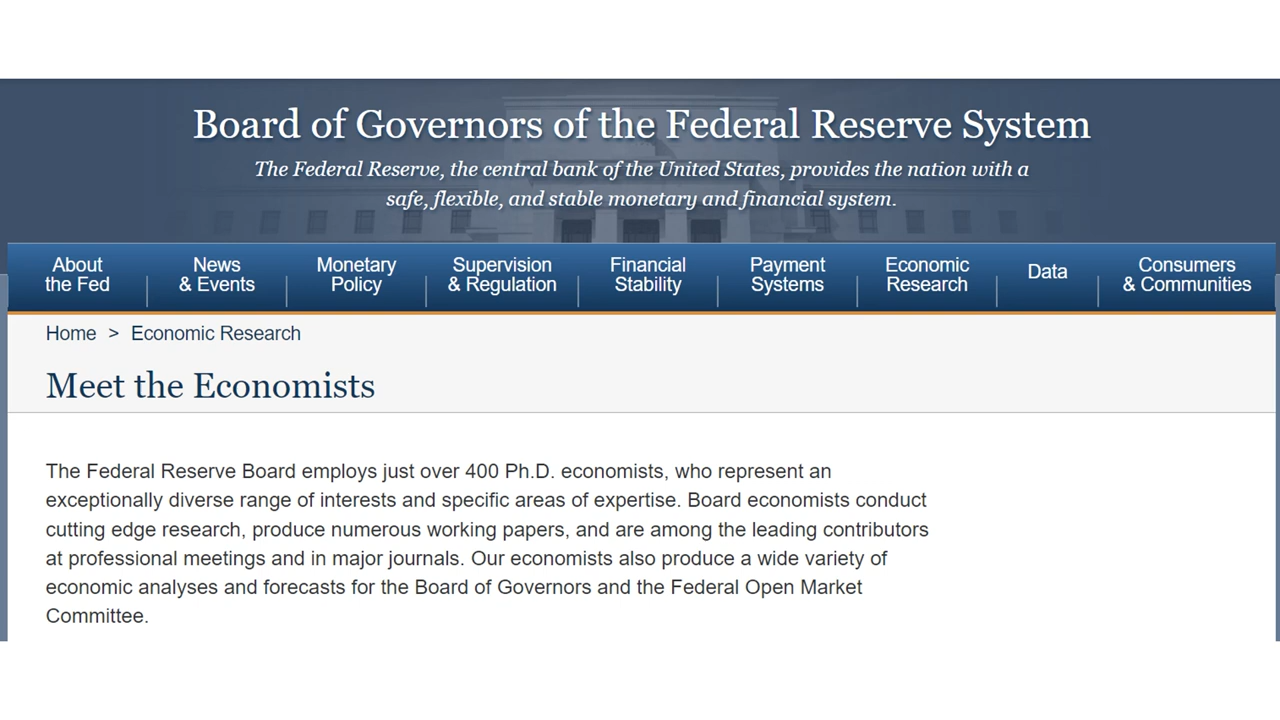 Board of Governors of the Federal Reserve System
The Federal Reserve, the central bank of the United States, provides the nation with a
safe, flexible, and stable monetary and financial system.
About
the Fed
News
& Events
Monetary
Policy
Supervision
& Regulation
Financial
Stability
Payment
Systems
Economic
Research
Data
Consumers
& Communities
Home > Economic Research
Meet the Economists
The Federal Reserve Board employs just over 400 Ph.D. economists, who represent an
exceptionally diverse range of interests and specific areas of expertise. Board economists conduct
cutting edge research, produce numerous working papers, and are among the leading contributors
at professional meetings and in major journals. Our economists also produce a wide variety of
economic analyses and forecasts for the Board of Governors and the Federal Open Market
Committee.